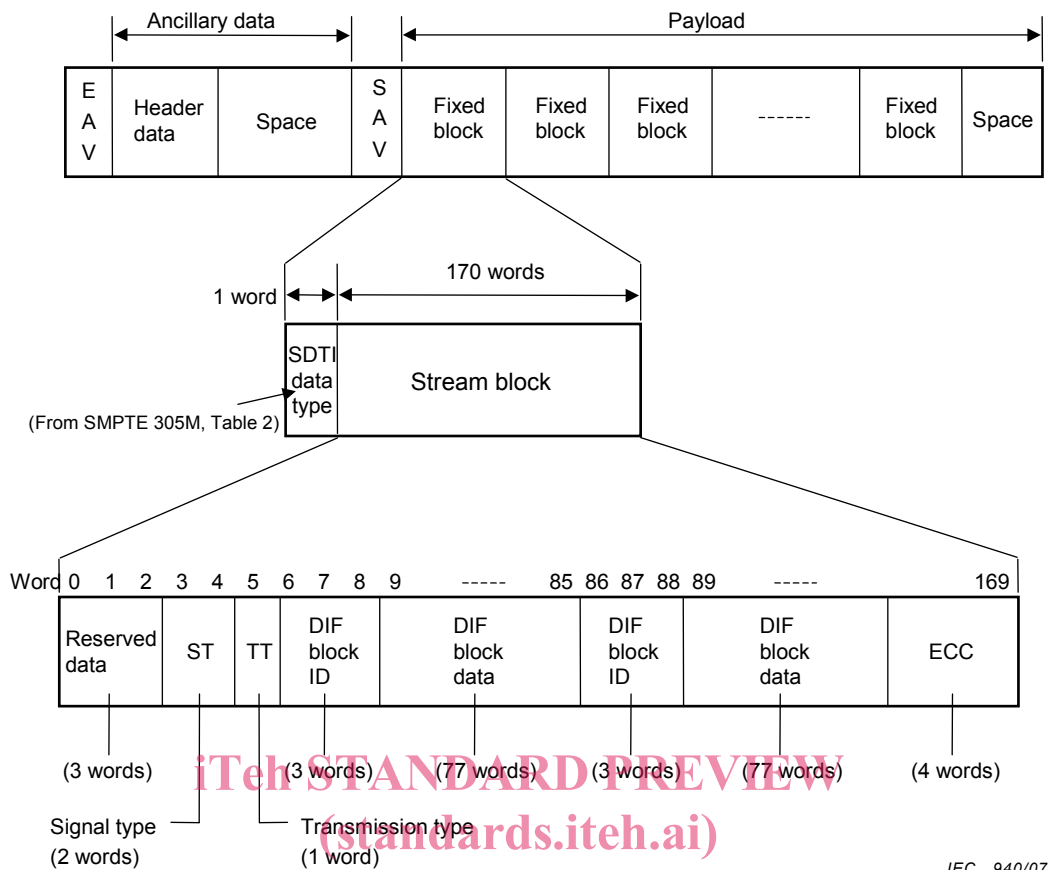 Ancillary data Payload
E A V
Header data
Space
S A V
Fixed block
Fixed block
Fixed block
------
Fixed block
Space
170 words
1 word
SDTI data type
Stream block
(From SMPTE 305M, Table 2)
Word 0 1 2 3 4 5 6 7 8 9 ----- 85 86 87 88 89 ----- 169
Reserved data
ST
TT
DIF block ID
DIF block data
DIF block ID
DIF block data
ECC
(3 words) (3 words) (77 words) (3 words) (77 words) (4 words)
iTeh STANDARD PREVIEW
Signal type (2 words)
Transmission type (1 word)
(standards.iteh.ai)
IEC 940/07